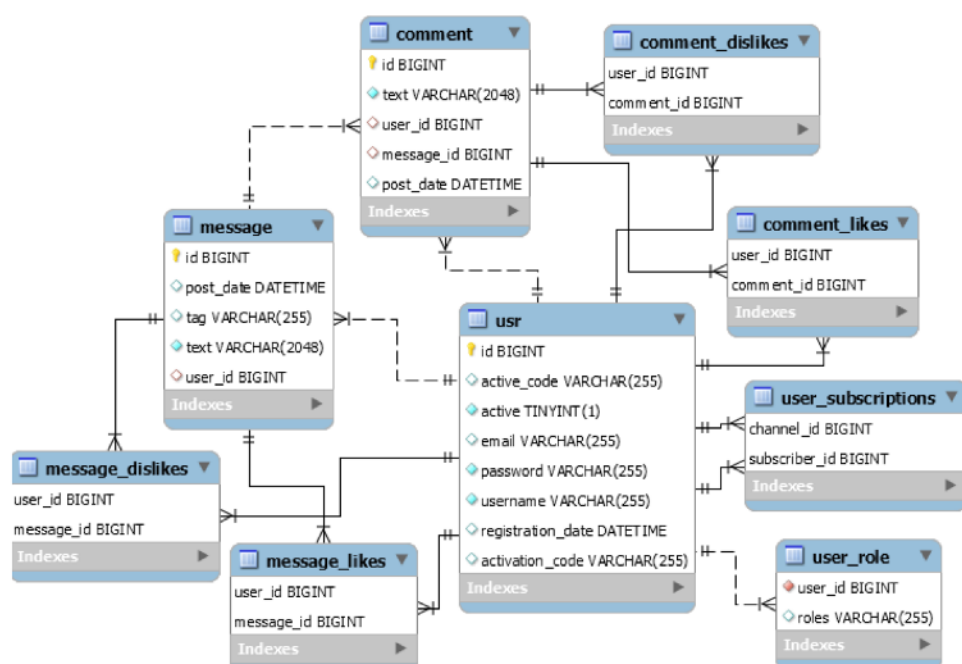 comment
id BIGINT
text VARCHAR(2048)
user_id BIGINT
message_id BIGINT
post_date DATETIME
Indexes
comment_dislikes
user_id BIGINT
comment_id BIGINT
Indexes
message
id BIGINT
post_date DATETIME
tag VARCHAR(255)
text VARCHAR(2048)
user_id BIGINT
Indexes
comment_likes
user_id BIGINT
comment_id BIGINT
Indexes
usr
id BIGINT
active_code VARCHAR(255)
active TINYINT(1)
email VARCHAR(255)
password VARCHAR(255)
username VARCHAR(255)
registration_date DATETIME
activation_code VARCHAR(255)
Indexes
user_subscriptions
channel_id BIGINT
subscriber_id BIGINT
Indexes
message_dislikes
user_id BIGINT
message_id BIGINT
Indexes
message_likes
user_id BIGINT
message_id BIGINT
Indexes
user_role
user_id BIGINT
roles VARCHAR(255)
Indexes